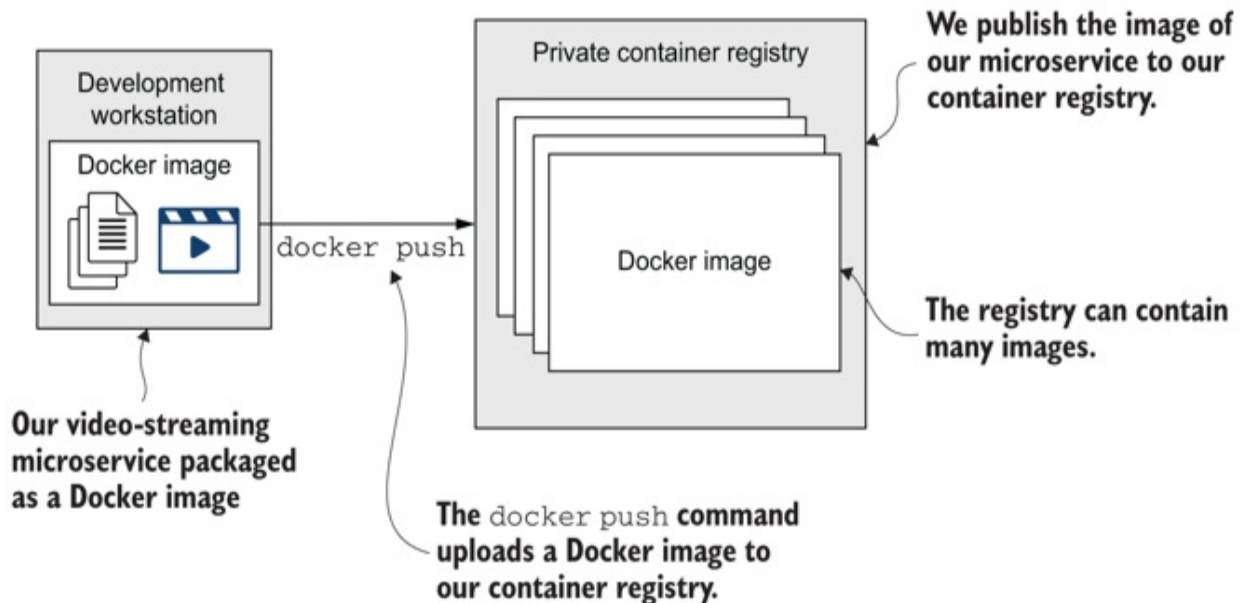 We publish the image of
our microservice to our
container registry.
Private container registry
Development
workstation
Docker image
docker push
Docker image
The registry can contain
many images.
Our video-streaming
microservice packaged
as a Docker image
The docker push command
uploads a Docker image to
our container registry.